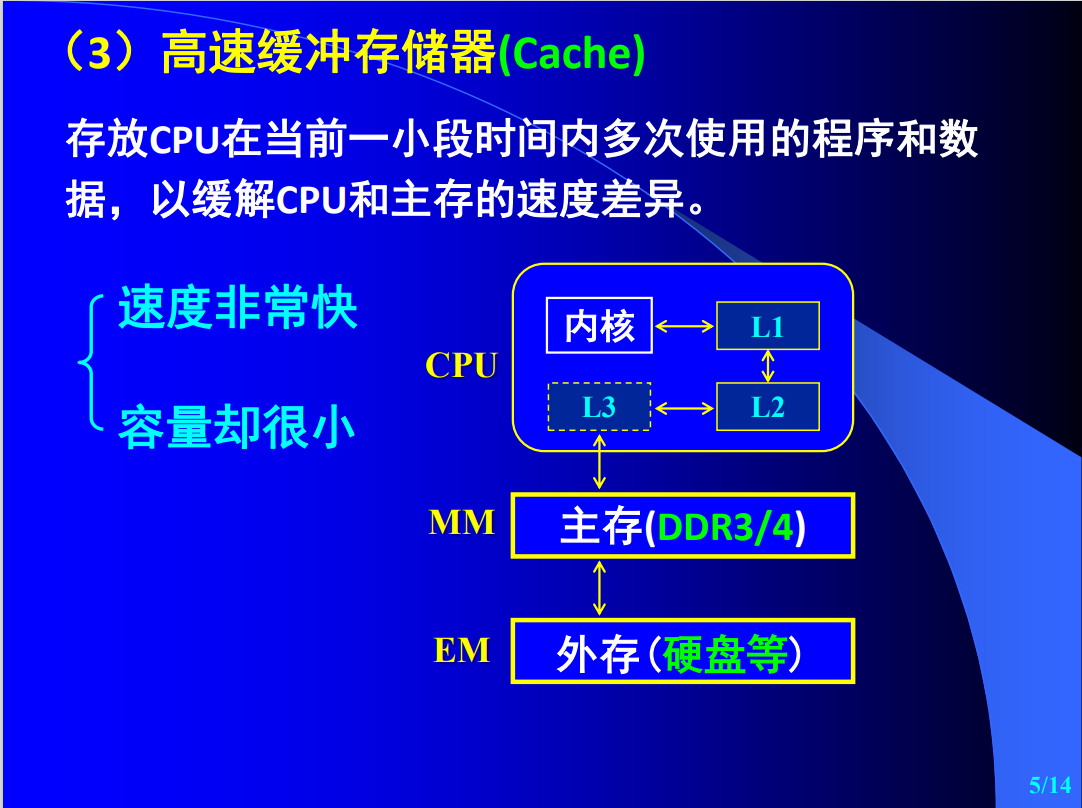 （3）高速缓冲存储器(Cache)
存放CPU在当前一小段时间内多次使用的程序和数
据，以缓解CPU和主存的速度差异。
速度非常快
容量却很小
CPU
内核
L1
L3
L2
MM
主存(DDR3/4)
EM
外存(硬盘等)
5/14